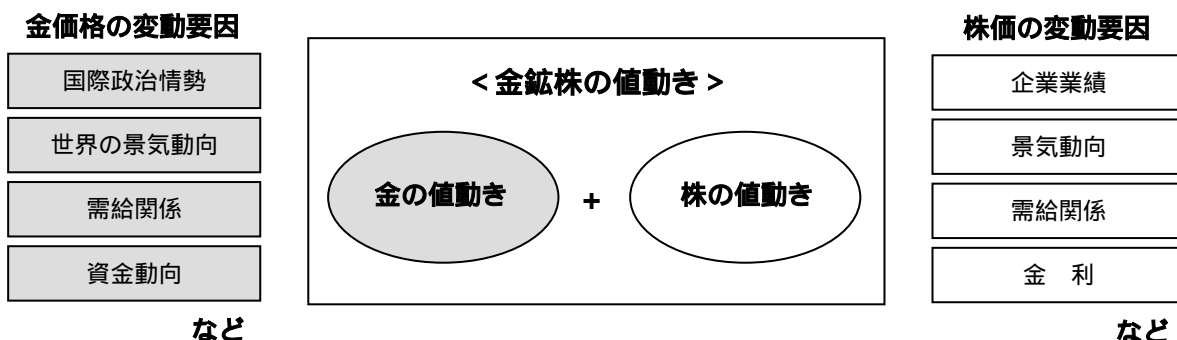 金価格の変動要因
国際政治情勢
世界の景気動向
需給関係
資金動向
など
<金鉱株の値動き>
金の値動き
+
株の値動き
株価の変動要因
企業業績
景気動向
需給関係
金 利
など